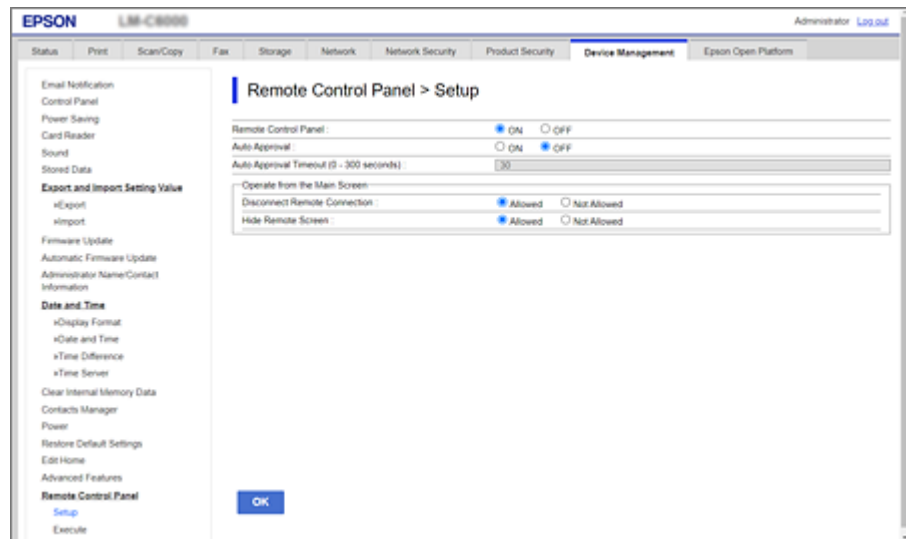 EPSON LM-C6000 Administrator Log out
Status Print Scan/Copy Fax Storage Network Network Security Product Security Device Management Epson Open Platform
Email Notification
Control Panel
Power Saving
Card Reader
Sound
Stored Data
Export and Import Setting Value
»Export
»Import
Firmware Update
Automatic Firmware Update
Administrator Name/Contact
Information
Date and Time
»Display Format
»Date and Time
»Time Difference
»Time Server
Clear Internal Memory Data
Contacts Manager
Power
Restore Default Settings
Edit Home
Advanced Features
Remote Control Panel
Setup
Execute
Remote Control Panel > Setup
Remote Control Panel : ON OFF
Auto Approval : ON OFF
Auto Approval Timeout (0 - 300 seconds) : 30
Operate from the Main Screen
Disconnect Remote Connection : Allowed Not Allowed
Hide Remote Screen : Allowed Not Allowed
OK